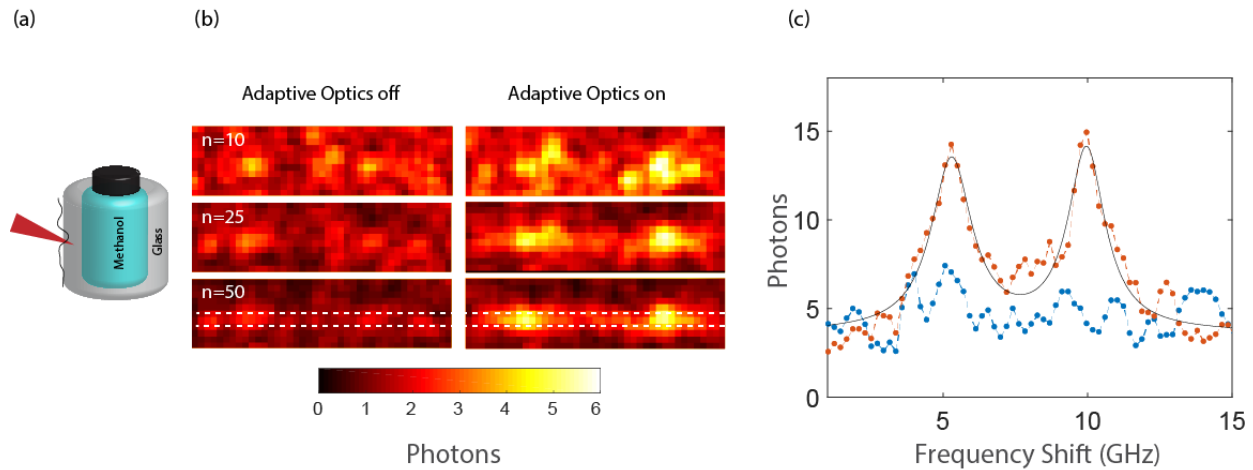 (a)
(b)
(c)
Adaptive Optics off
Adaptive Optics on
Methanol
Glass
n=10
n=25
n=50
0 1 2 3 4 5 6
Photons
15
10
5
0
Photons
5 10 15
Frequency Shift (GHz)